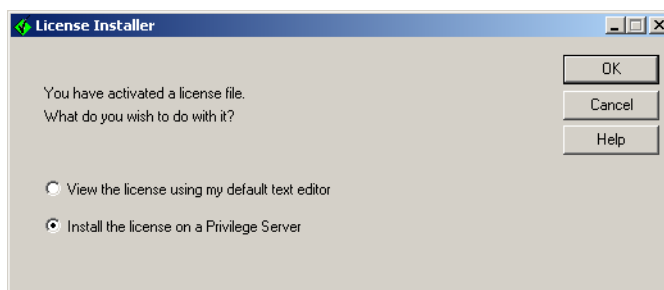 License Installer
You have activated a license file.
What do you wish to do with it?
OK
Cancel
Help
View the license using my default text editor
Install the license on a Privilege Server